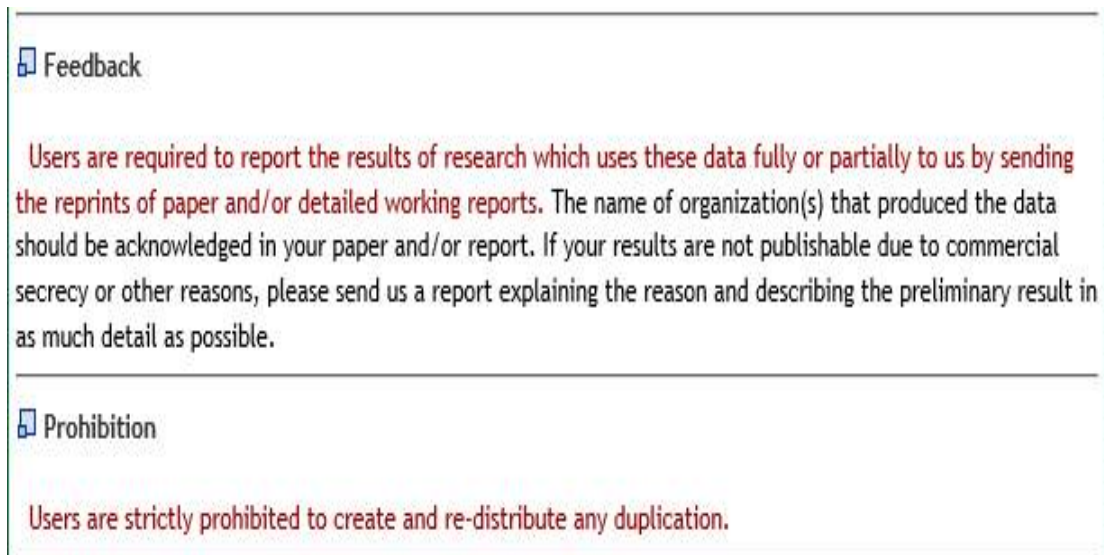 Feedback
Users are required to report the results of research which uses these data fully or partially to us by sending
the reprints of paper and/or detailed working reports. The name of organization(s) that produced the data
should be acknowledged in your paper and/or report. If your results are not publishable due to commercial
secrecy or other reasons, please send us a report explaining the reason and describing the preliminary result in
as much detail as possible.
Prohibition
Users are strictly prohibited to create and re-distribute any duplication.